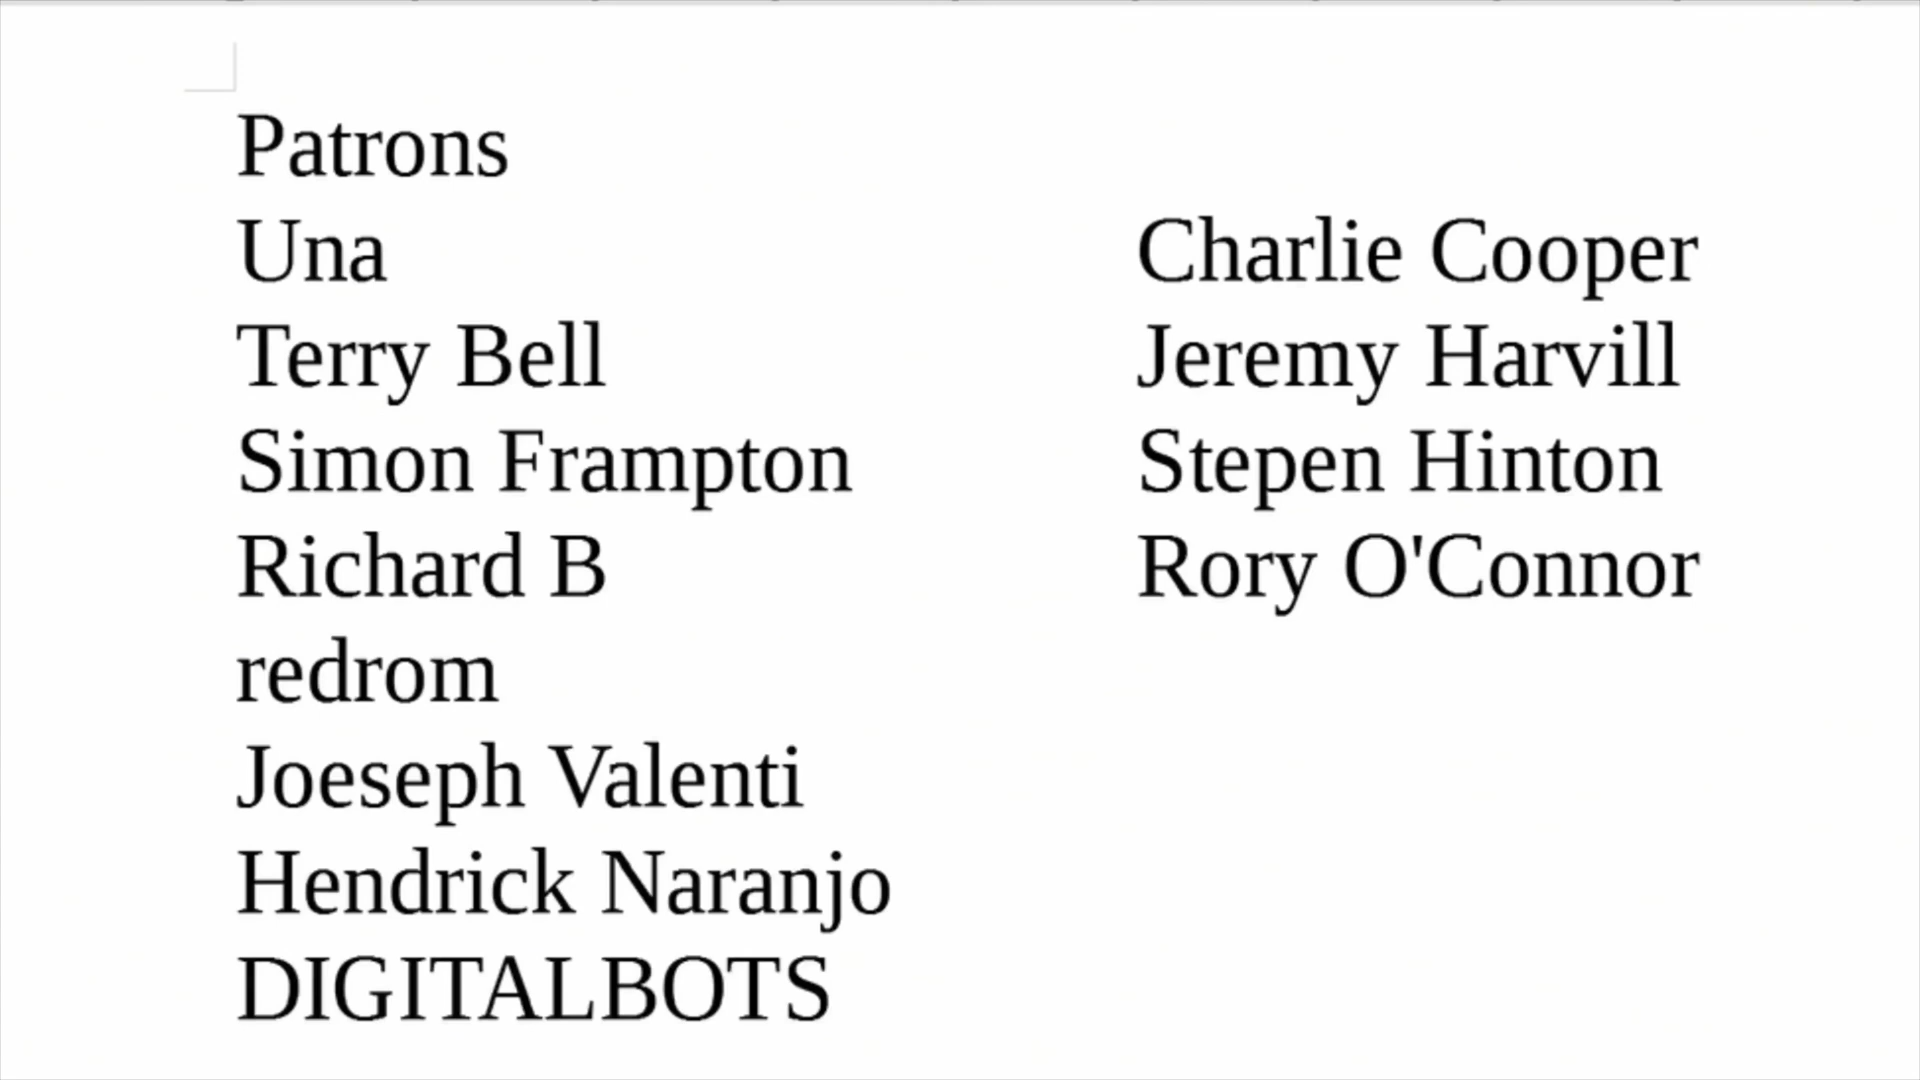 Patrons
Una
Terry Bell
Simon Frampton
Richard B
redrom
Joeseph Valenti
Hendrick Naranjo
DIGITALBOTS
Charlie Cooper
Jeremy Harvill
Stepen Hinton
Rory O'Connor